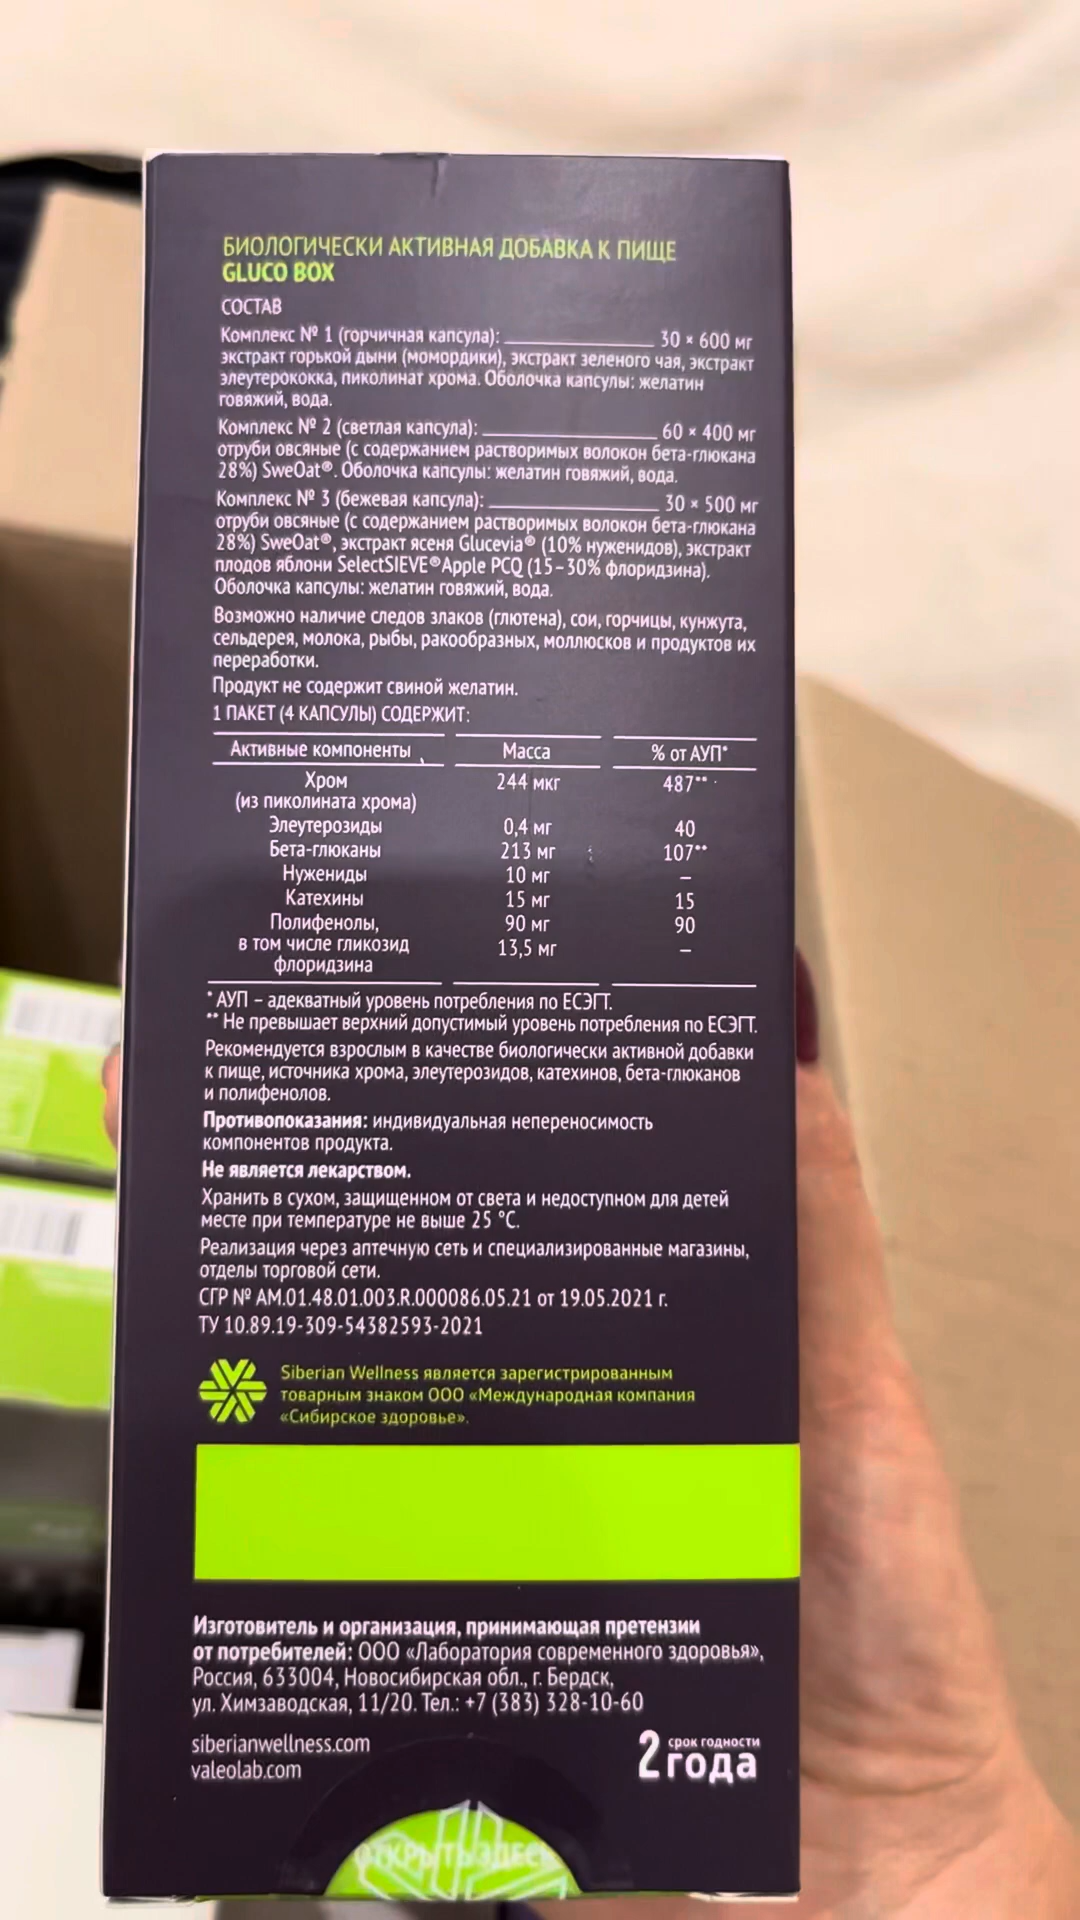 БИОЛОГИЧЕСКИ АКТИВНАЯ ДОБАВКА К ПИЩЕ
GLUCO BOX
СОСТАВ
Комплекс № 1 (горчичная капсула): 30 × 600 мг
экстракт горькой дыни (момордики), экстракт зеленого чая, экстракт
элеутерококка, пиколинат хрома. Оболочка капсулы: желатин
говяжий, вода.
Комплекс № 2 (светлая капсула): 60 × 400 мг
отруби овсяные (с содержанием растворимых волокон бета-глюкана
28%) SweOat®. Оболочка капсулы: желатин говяжий, вода.
Комплекс № 3 (бежевая капсула): 30 × 500 мг
отруби овсяные (с содержанием растворимых волокон бета-глюкана
28%) SweOat®, экстракт ясеня Glucevia® (10% нуженидов), экстракт
плодов яблони SelectSIEVE®Apple PCQ (15–30% флоридзина).
Оболочка капсулы: желатин говяжий, вода.
Возможно наличие следов злаков (глютена), сои, горчицы, кунжута,
сельдерея, молока, рыбы, ракообразных, моллюсков и продуктов их
переработки.
Продукт не содержит свиной желатин.
1 ПАКЕТ (4 КАПСУЛЫ) СОДЕРЖИТ:
Активные компоненты Масса % от АУП*
Хром 244 мкг 487**
(из пиколината хрома)
Элеутерозиды 0,4 мг 40
Бета-глюканы 213 мг 107**
Нужениды 10 мг –
Катехины 15 мг 15
Полифенолы, 90 мг 90
в том числе гликозид 13,5 мг –
флоридзина
* АУП – адекватный уровень потребления по ЕСЭГТ.
** Не превышает верхний допустимый уровень потребления по ЕСЭГТ.
Рекомендуется взрослым в качестве биологически активной добавки
к пище, источника хрома, элеутерозидов, катехинов, бета-глюканов
и полифенолов.
Противопоказания: индивидуальная непереносимость
компонентов продукта.
Не является лекарством.
Хранить в сухом, защищенном от света и недоступном для детей
месте при температуре не выше 25 °С.
Реализация через аптечную сеть и специализированные магазины,
отделы торговой сети.
СГР № АМ.01.48.01.003.R.000086.05.21 от 19.05.2021 г.
ТУ 10.89.19-309-54382593-2021
Siberian Wellness является зарегистрированным
товарным знаком ООО «Международная компания
«Сибирское здоровье».
Изготовитель и организация, принимающая претензии
от потребителей: ООО «Лаборатория современного здоровья»,
Россия, 633004, Новосибирская обл., г. Бердск,
ул. Химзаводская, 11/20. Тел.: +7 (383) 328-10-60
siberianwellness.com
valeolab.com
2 срок годности
года
ОТКРЫТЬ ЗДЕСЬ